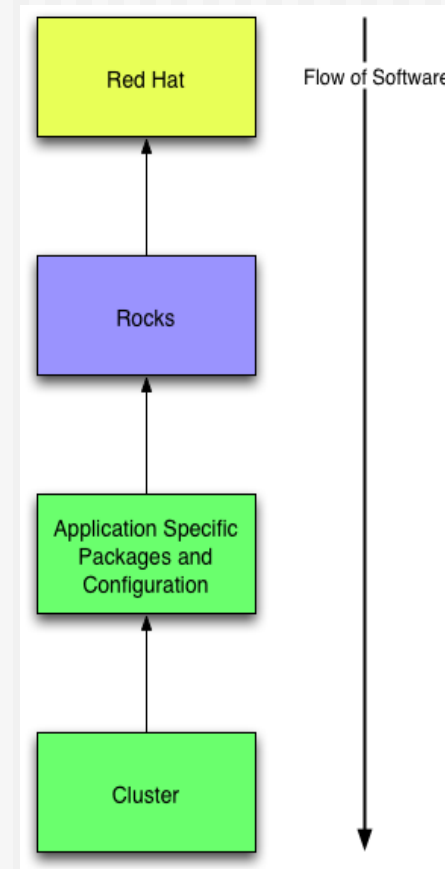 Red Hat
Flow of Software
Rocks
Application Specific
Packages and
Configuration
Cluster